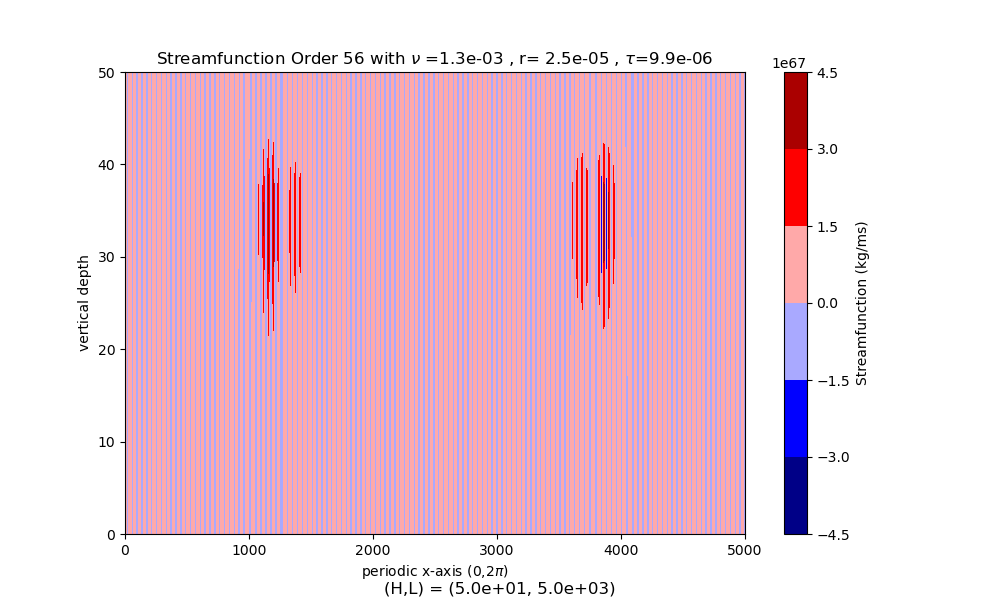 Streamfunction Order 56 with ν =1.3e-03 , r= 2.5e-05 , τ=9.9e-06
1e67
50
40
30
20
10
0
vertical depth
0 1000 2000 3000 4000 5000
periodic x-axis (0,2π)
(H,L) = (5.0e+01, 5.0e+03)
4.5
3.0
1.5
0.0
−1.5
−3.0
−4.5
Streamfunction (kg/ms)